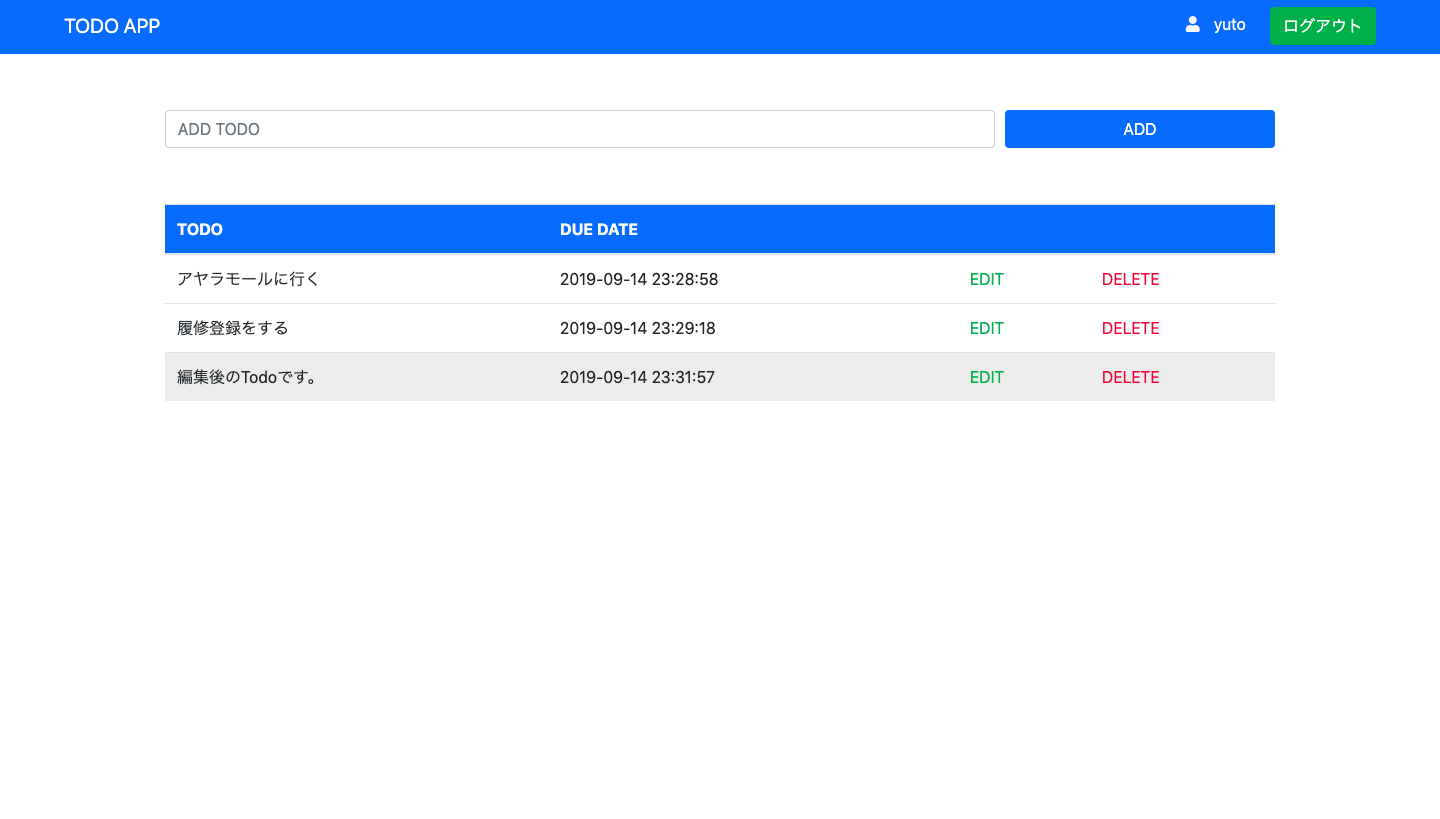 TODO APP
yuto
ログアウト
ADD TODO
ADD
TODO DUE DATE
アヤラモールに行く 2019-09-14 23:28:58 EDIT DELETE
履修登録をする 2019-09-14 23:29:18 EDIT DELETE
編集後のTodoです。 2019-09-14 23:31:57 EDIT DELETE